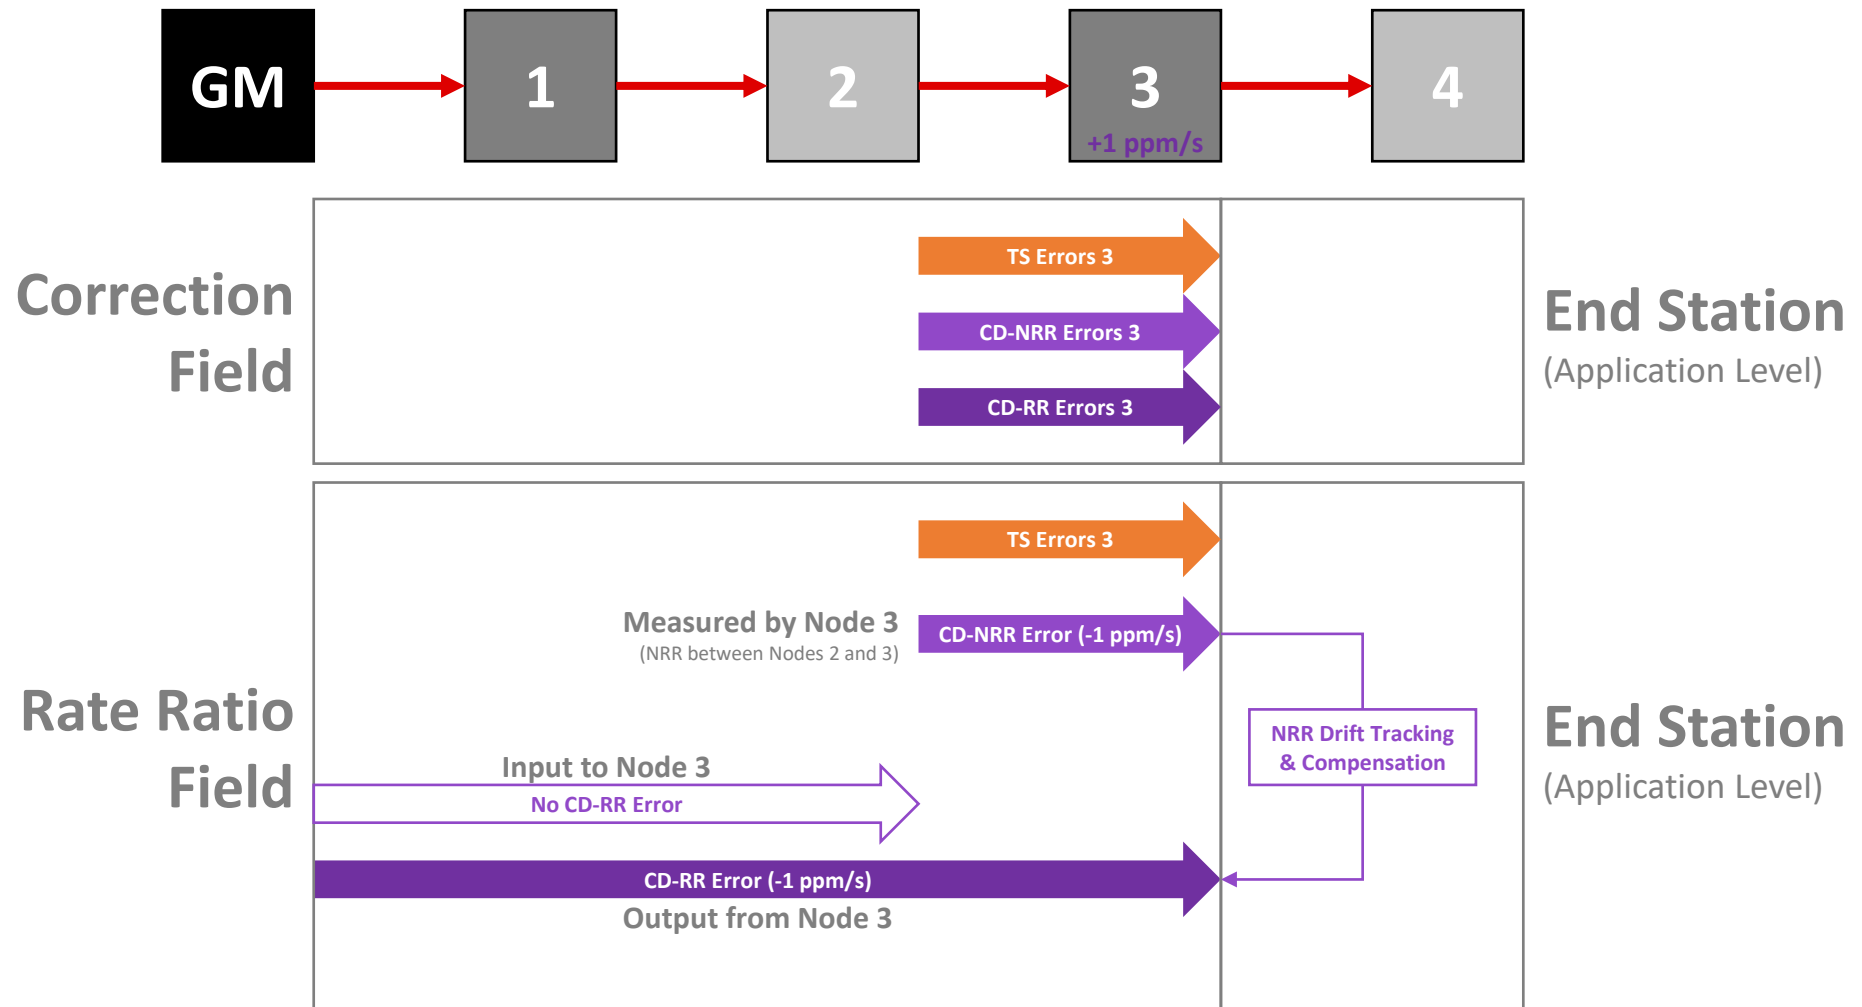 GM
1
2
3
4
+1 ppm/s
Correction
Field
TS Errors 3
CD-NRR Errors 3
CD-RR Errors 3
End Station
(Application Level)
Rate Ratio
Field
TS Errors 3
Measured by Node 3
(NRR between Nodes 2 and 3)
CD-NRR Error (-1 ppm/s)
NRR Drift Tracking
& Compensation
Input to Node 3
No CD-RR Error
CD-RR Error (-1 ppm/s)
Output from Node 3
End Station
(Application Level)